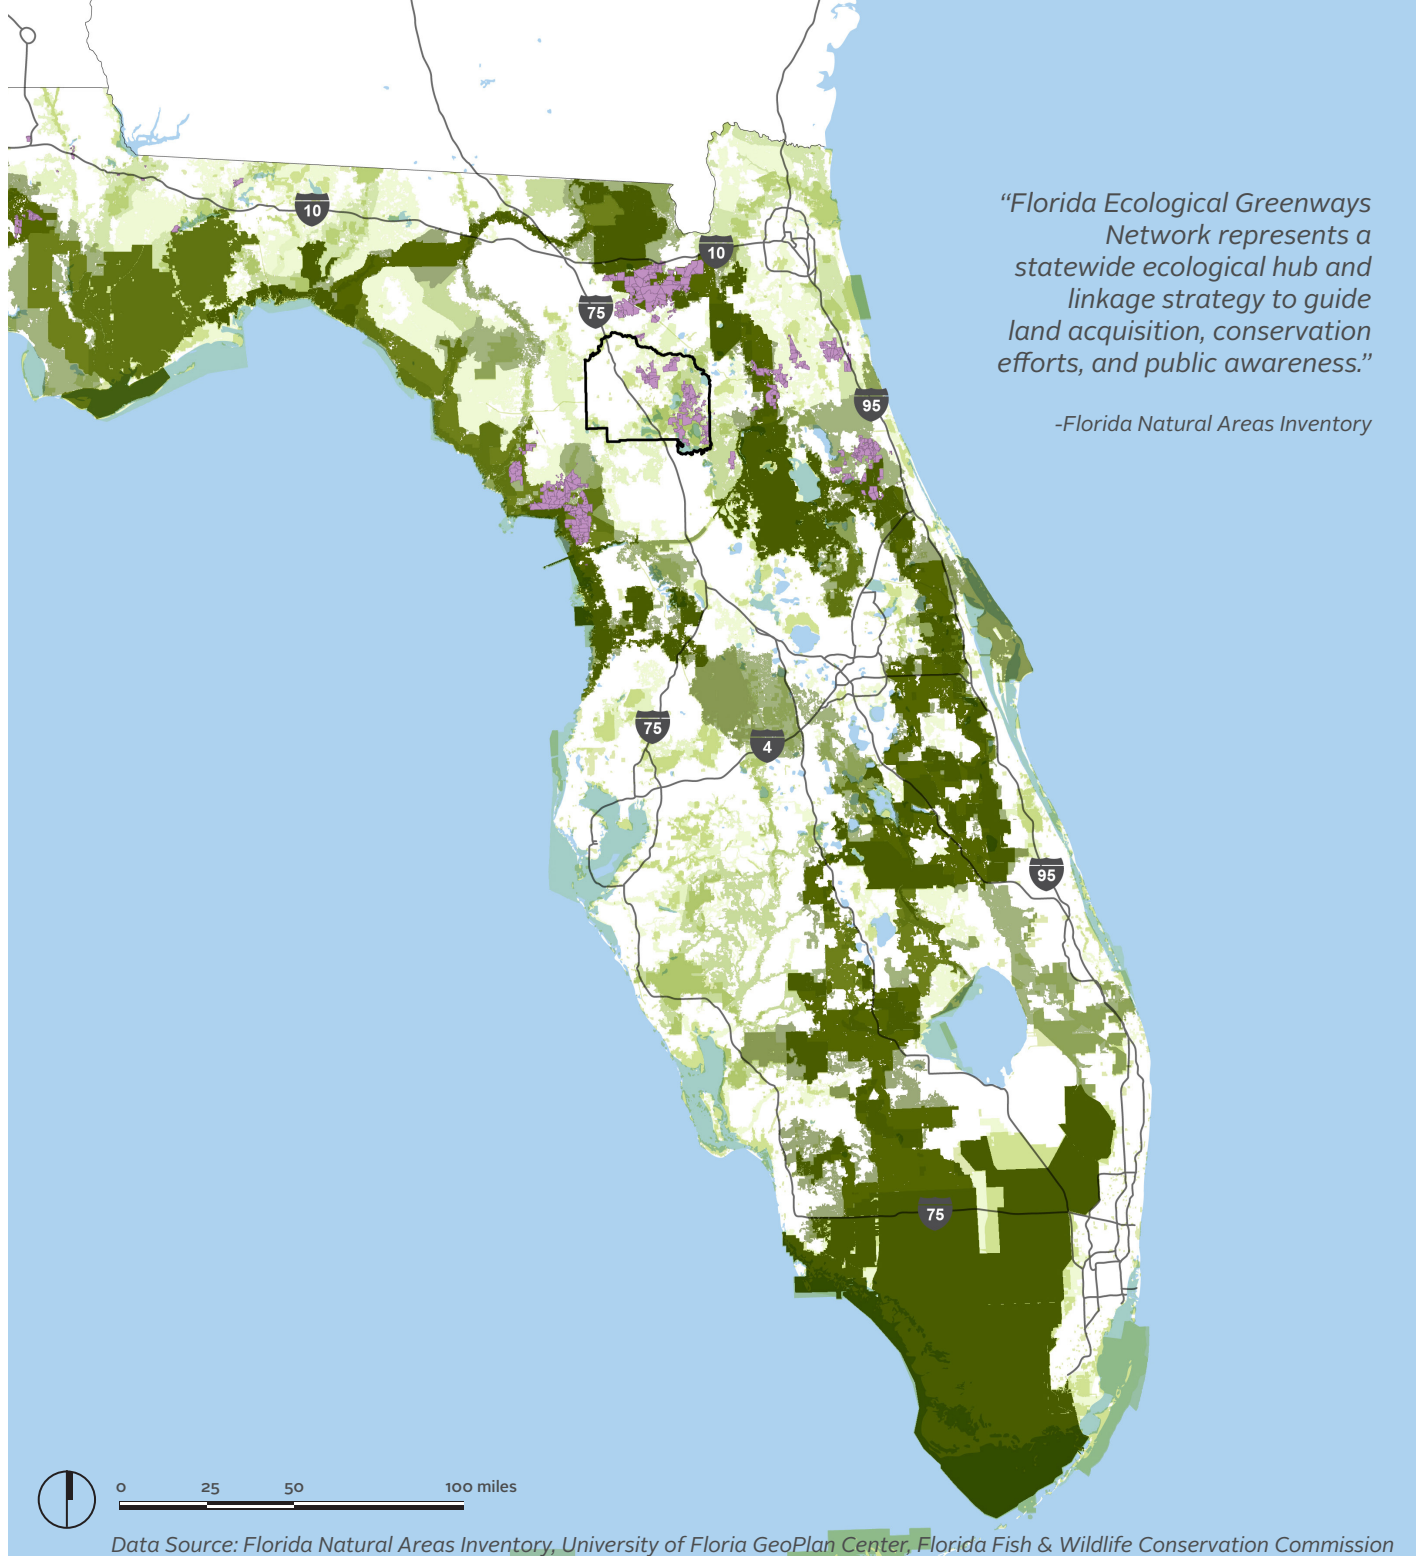 10
10
75
“Florida Ecological Greenways
Network represents a
statewide ecological hub and
linkage strategy to guide
land acquisition, conservation
efforts, and public awareness.”
95
-Florida Natural Areas Inventory
75
4
95
75
0 25 50 100 miles
Data Source: Florida Natural Areas Inventory, University of Floria GeoPlan Center, Florida Fish & Wildlife Conservation Commission